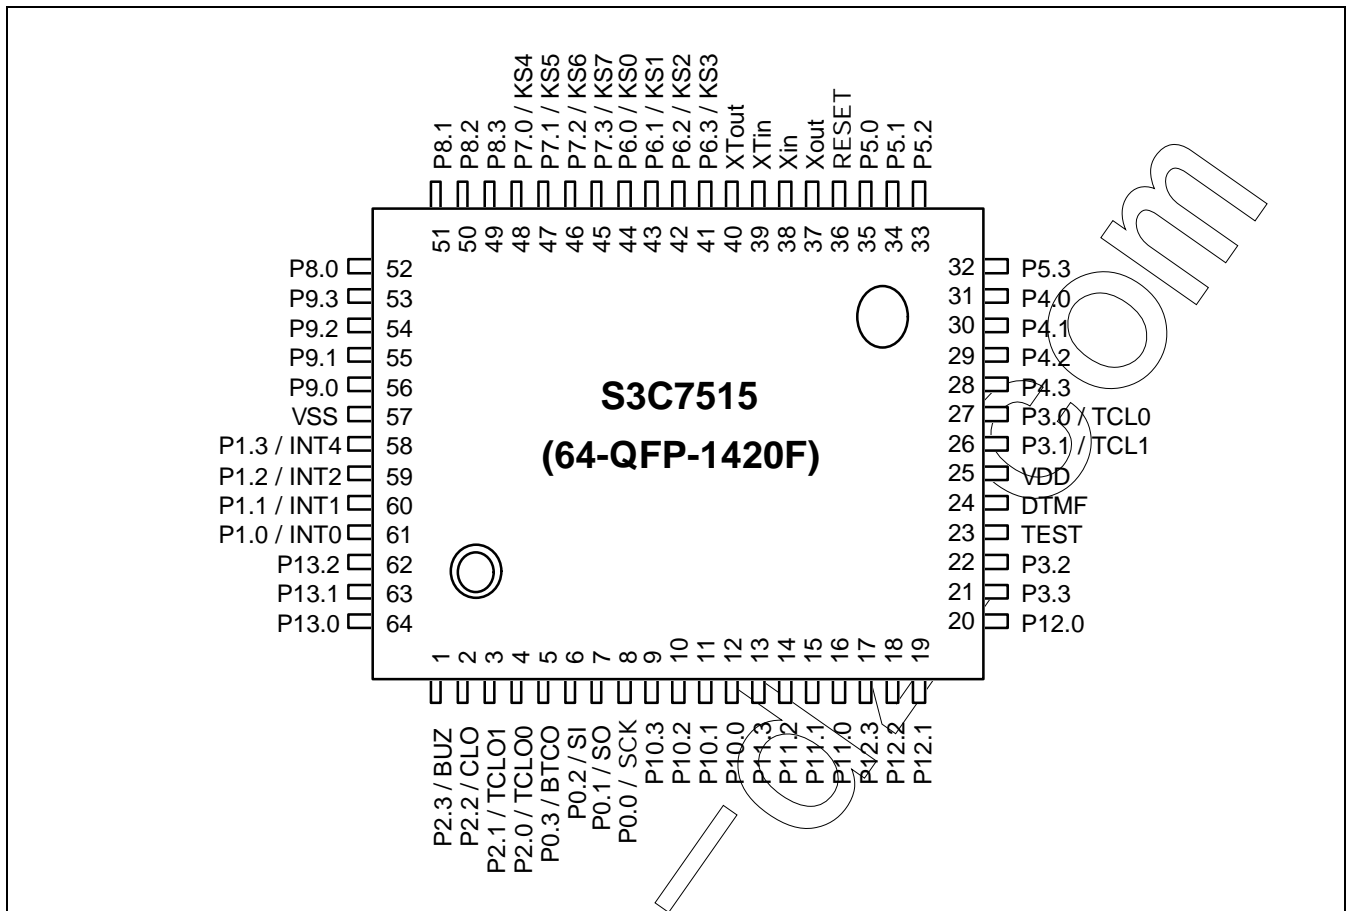 P8.1
P8.2
P8.3
P7.0 / KS4
P7.1 / KS5
P7.2 / KS6
P7.3 / KS7
P6.0 / KS0
P6.1 / KS1
P6.2 / KS2
P6.3 / KS3
XTout
XTin
Xin
Xout
RESET
P5.0
P5.1
P5.2
51
50
49
48
47
46
45
44
43
42
41
40
39
38
37
36
35
34
33
P8.0 52
P9.3 53
P9.2 54
P9.1 55
P9.0 56
VSS 57
P1.3 / INT4 58
P1.2 / INT2 59
P1.1 / INT1 60
P1.0 / INT0 61
P13.2 62
P13.1 63
P13.0 64
S3C7515
(64-QFP-1420F)
32 P5.3
31 P4.0
30 P4.1
29 P4.2
28 P4.3
27 P3.0 / TCL0
26 P3.1 / TCL1
25 VDD
24 DTMF
23 TEST
22 P3.2
21 P3.3
20 P12.0
1
2
3
4
5
6
7
8
9
10
11
12
13
14
15
16
17
18
19
P2.3 / BUZ
P2.2 / CLO
P2.1 / TCLO1
P2.0 / TCLO0
P0.3 / BTCO
P0.2 / SI
P0.1 / SO
P0.0 / SCK
P10.3
P10.2
P10.1
P10.0
P11.3
P11.2
P11.1
P11.0
P12.3
P12.2
P12.1